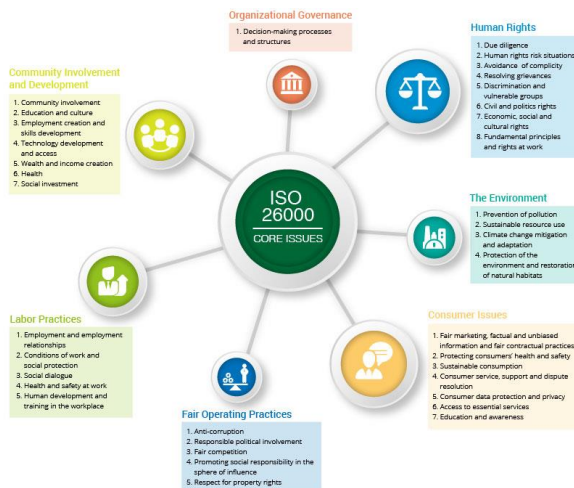 Organizational Governance
1. Decision-making processes
and structures
Human Rights
1. Due diligence
2. Human rights risk situations
3. Avoidance of complicity
4. Resolving grievances
5. Discrimination and
vulnerable groups
6. Civil and politics rights
7. Economic, social and
cultural rights
8. Fundamental principles
and rights at work
Community Involvement
and Development
1. Community involvement
2. Education and culture
3. Employment creation and
skills development
4. Technology development
and access
5. Wealth and income creation
6. Health
7. Social investment
ISO
26000
CORE ISSUES
The Environment
1. Prevention of pollution
2. Sustainable resource use
3. Climate change mitigation
and adaptation
4. Protection of the
environment and restoration
of natural habitats
Labor Practices
1. Employment and employment
relationships
2. Conditions of work and
social protection
3. Social dialogue
4. Health and safety at work
5. Human development and
training in the workplace
Consumer Issues
1. Fair marketing, factual and unbiased
information and fair contractual practices
2. Protecting consumers' health and safety
3. Sustainable consumption
4. Consumer service, support and dispute
resolution
5. Consumer data protection and privacy
6. Access to essential services
7. Education and awareness
Fair Operating Practices
1. Anti-corruption
2. Responsible political involvement
3. Fair competition
4. Promoting social responsibility in the
sphere of influence
5. Respect for property rights